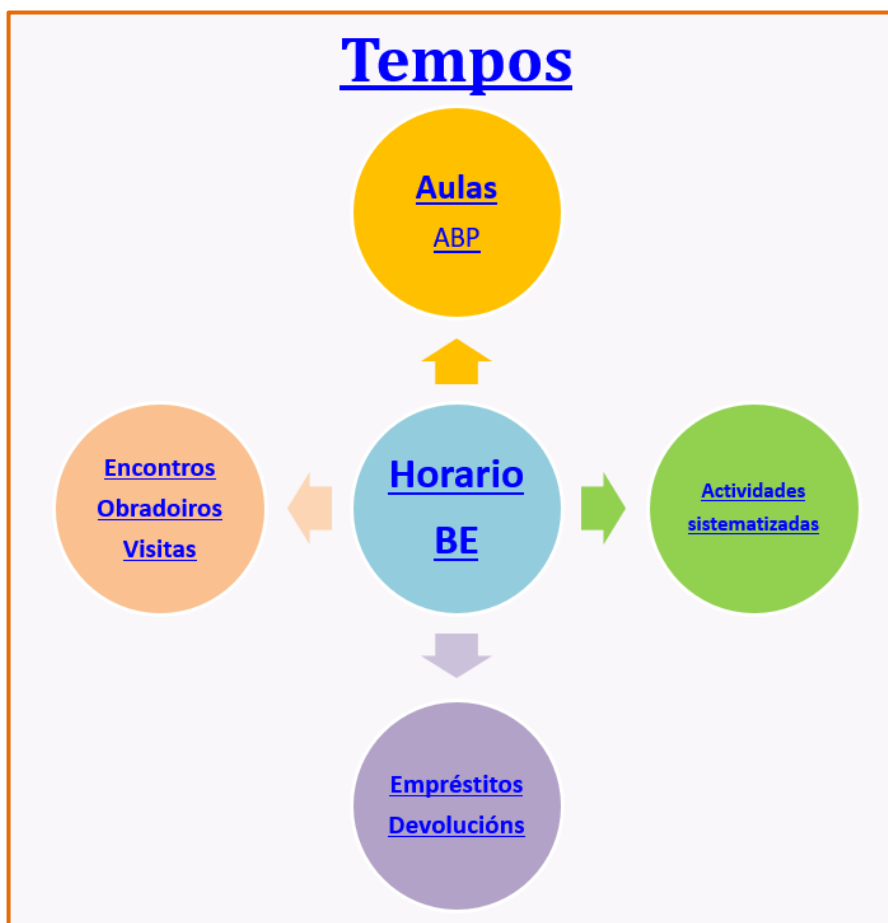 Tempos
Aulas
ABP
Encontros
Obradoiros
Visitas
Horario
BE
Actividades
sistematizadas
Empréstitos
Devolucións